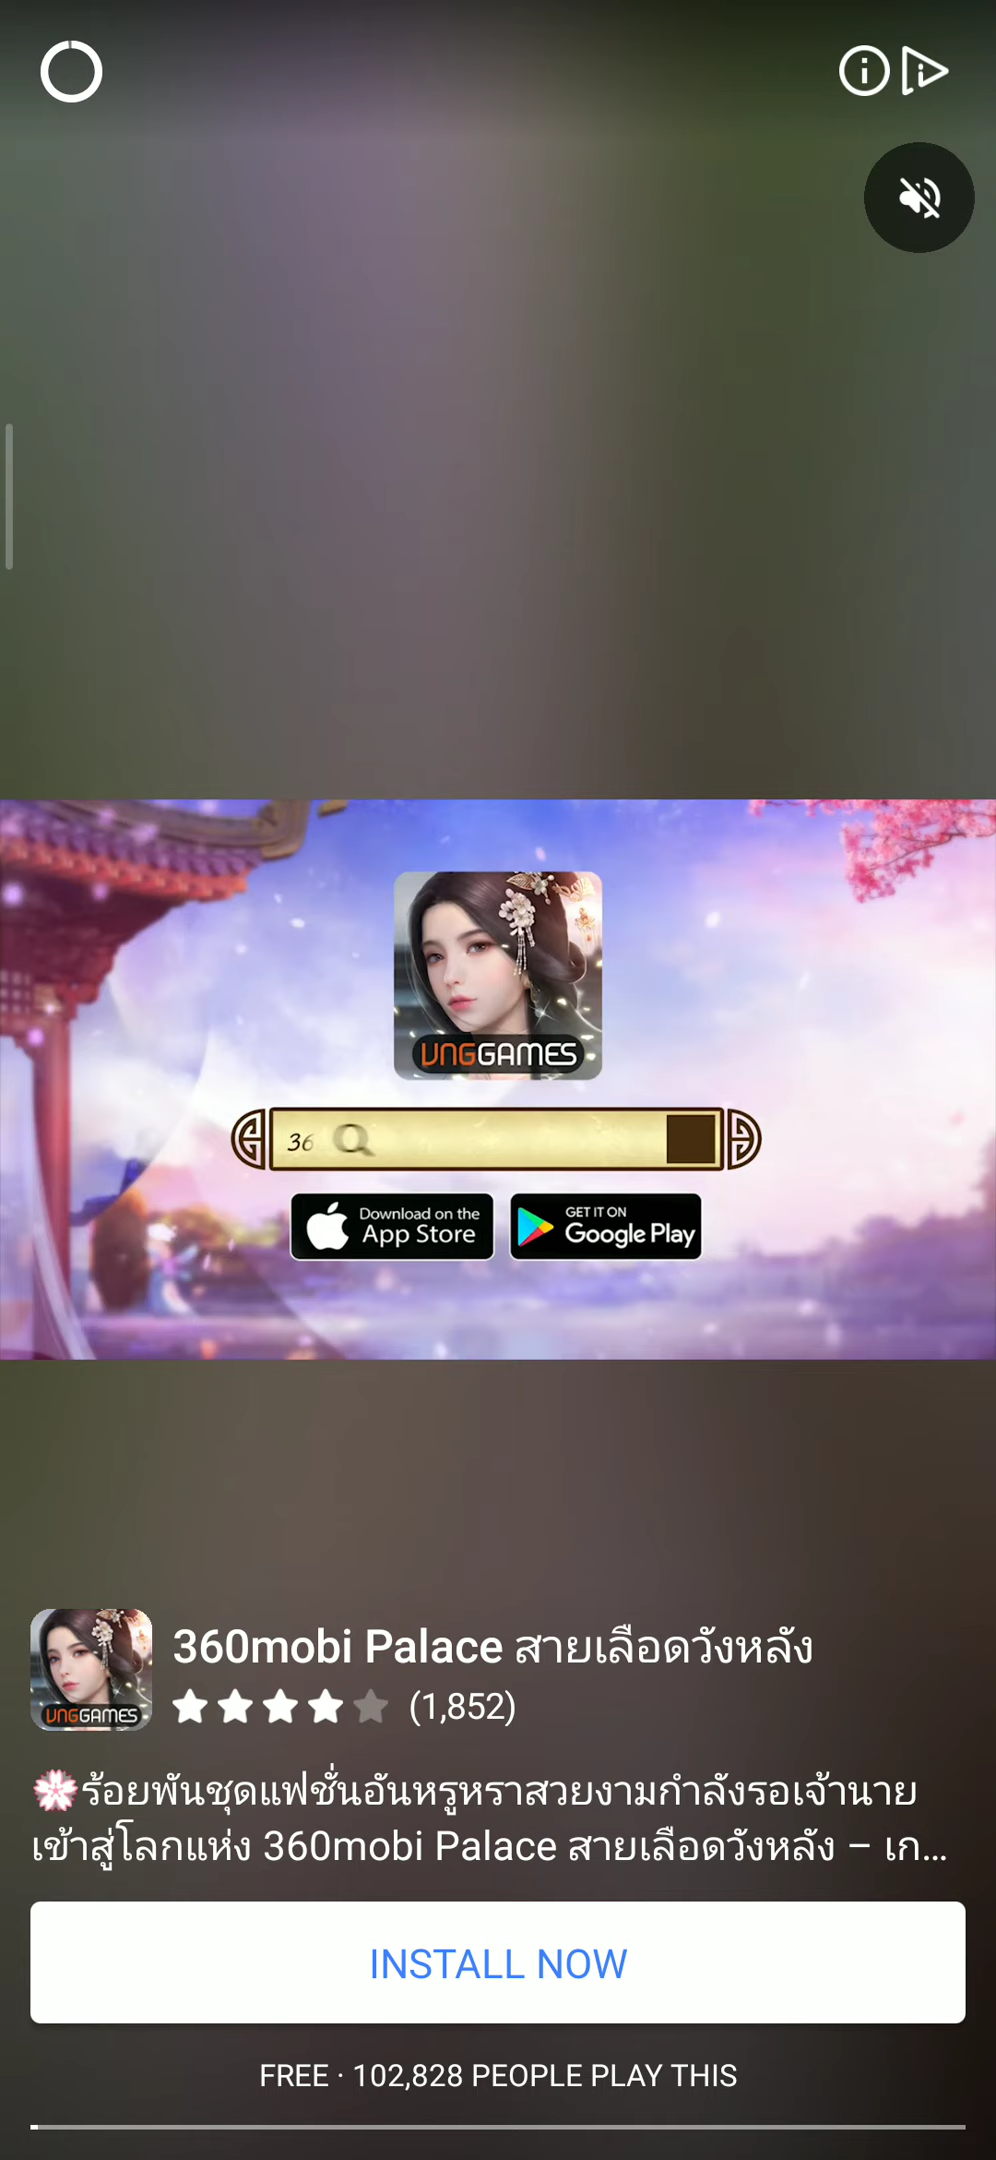 VNGGAMES
36
Download on the
App Store
GET IT ON
Google Play
360mobi Palace สายเลือดวังหลัง
VNGGAMES
(1,852)
🌸ร้อยพันชุดแฟชั่นอันหรูหราสวยงามกำลังรอเจ้านาย
เข้าสู่โลกแห่ง 360mobi Palace สายเลือดวังหลัง – เก...
INSTALL NOW
FREE · 102,828 PEOPLE PLAY THIS